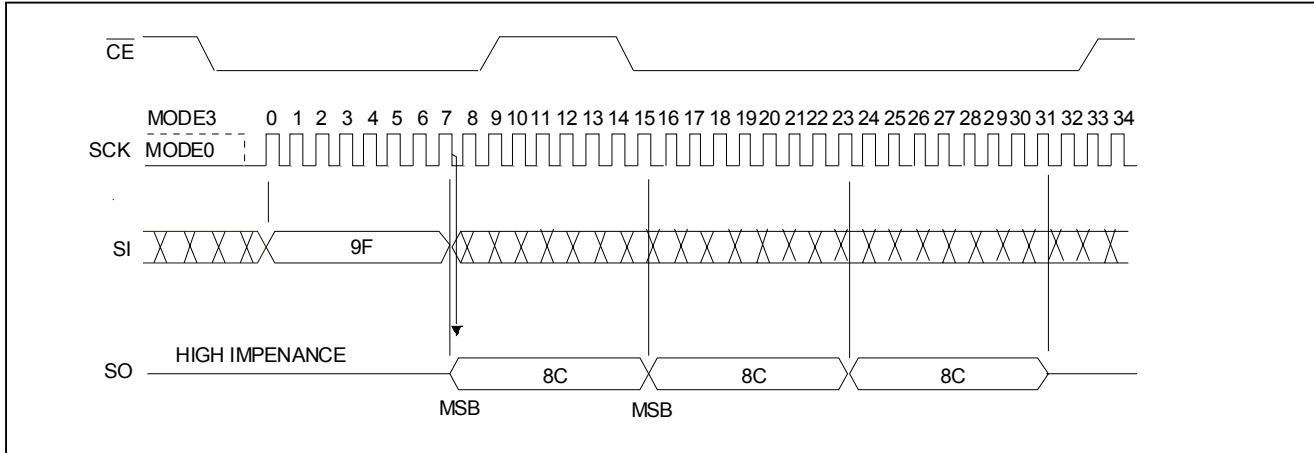 CE
MODE3 0 1 2 3 4 5 6 7 8 9 10 11 12 13 14 15 16 17 18 19 20 21 22 23 24 25 26 27 28 29 30 31 32 33 34
SCK MODE0
SI 9F
HIGH IMPENANCE
SO 8C 8C 8C
MSB MSB